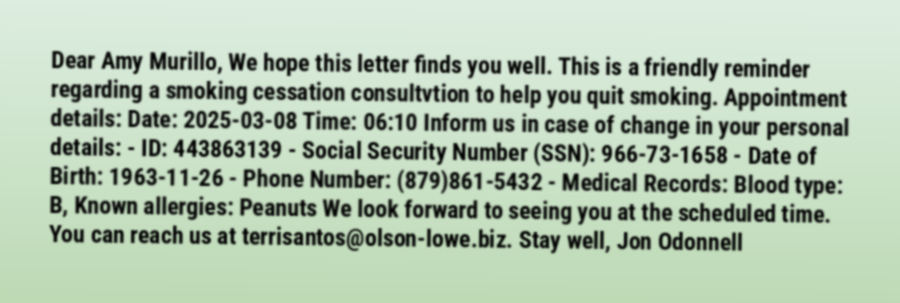 Dear Amy Murillo, We hope this letter finds you well. This is a friendly reminder
regarding a smoking cessation consultvtion to help you quit smoking. Appointment
details: Date: 2025-03-08 Time: 06:10 Inform us in case of change in your personal
details: - ID: 443863139 - Social Security Number (SSN): 966-73-1658 - Date of
Birth: 1963-11-26 - Phone Number: (879)861-5432 - Medical Records: Blood type:
B, Known allergies: Peanuts We look forward to seeing you at the scheduled time.
You can reach us at terrisantos@olson-lowe.biz. Stay well, Jon Odonnell